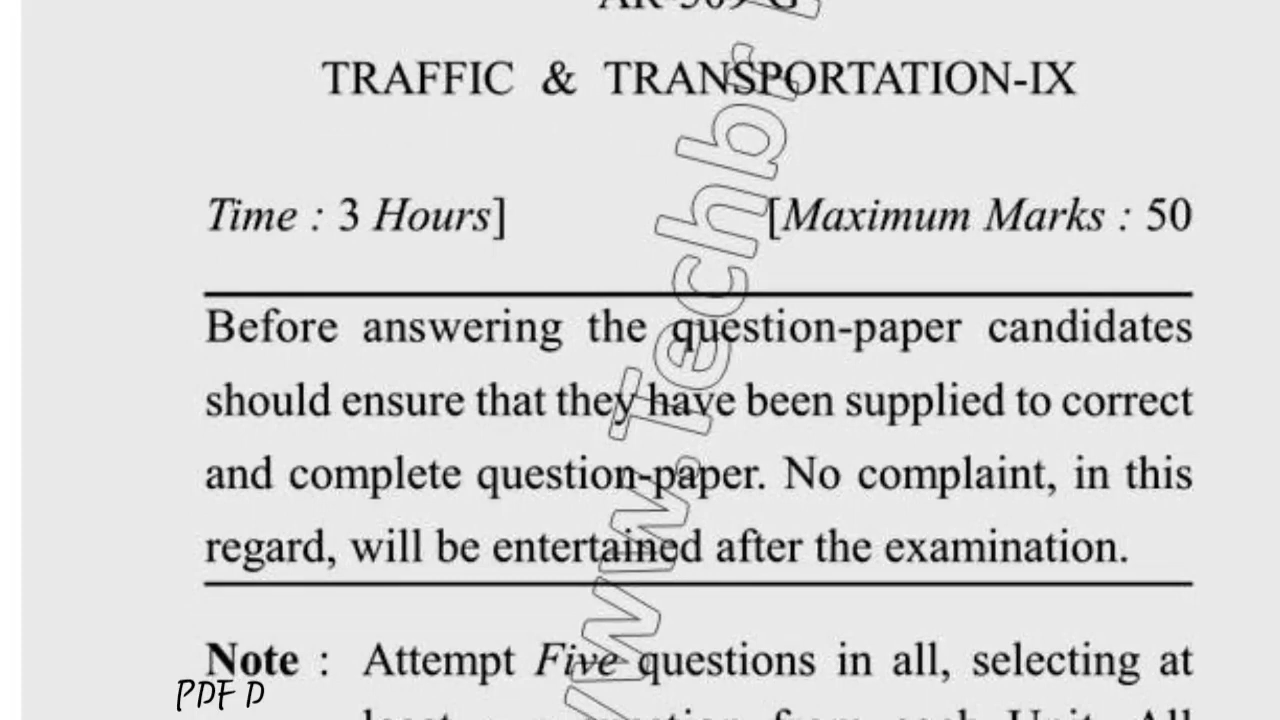 TRAFFIC & TRANSPORTATION-IX
Time : 3 Hours] [Maximum Marks : 50
Before answering the question-paper candidates
should ensure that they have been supplied to correct
and complete question-paper. No complaint, in this
regard, will be entertained after the examination.
Note : Attempt Five questions in all, selecting at
PDF D
www.Techbr